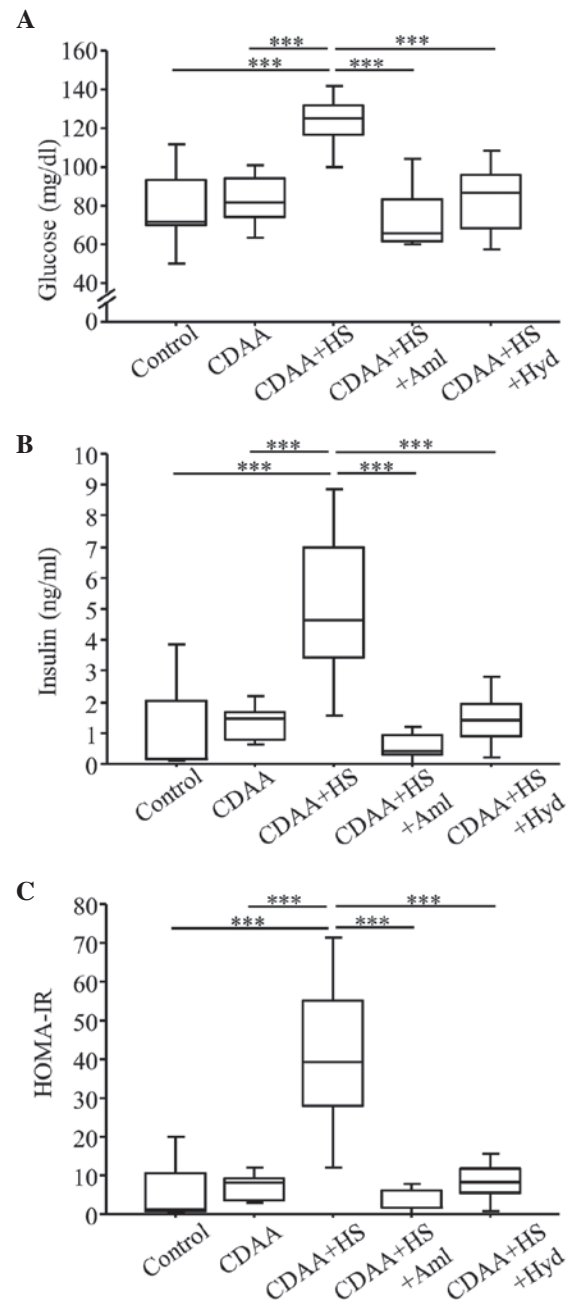 A
***
***
***
***
160
140
120
100
80
60
40
0
Glucose (mg/dl)
Control
CDAA
CDAA+HS
CDAA+HS
+Aml
CDAA+HS
+Hyd
B
***
***
***
***
10
9
8
7
6
5
4
3
2
1
0
Insulin (ng/ml)
Control
CDAA
CDAA+HS
CDAA+HS
+Aml
CDAA+HS
+Hyd
C
***
***
***
***
80
70
60
50
40
30
20
10
0
HOMA-IR
Control
CDAA
CDAA+HS
CDAA+HS
+Aml
CDAA+HS
+Hyd